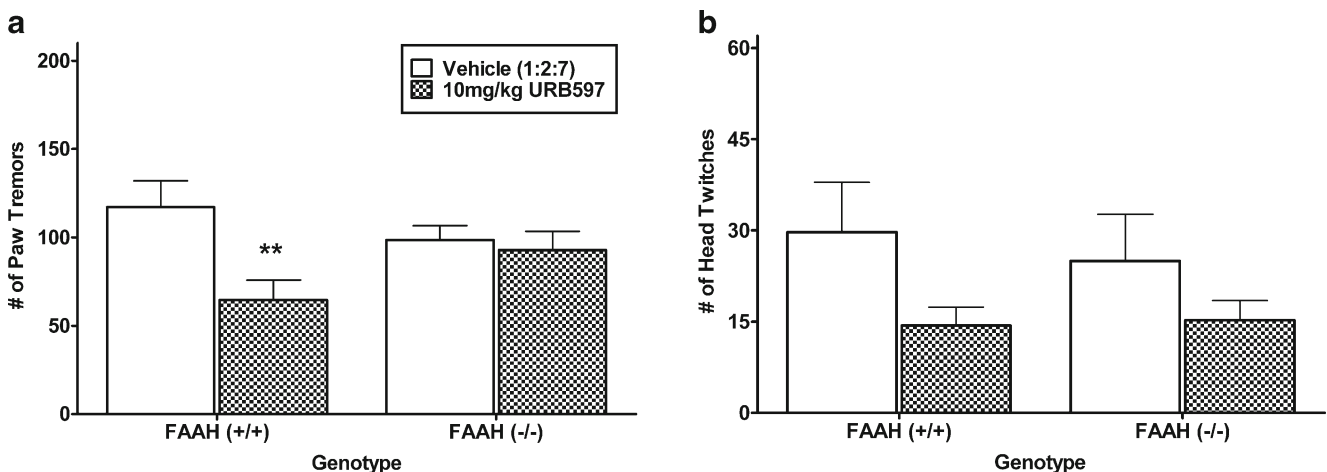 a
# of Paw Tremors
200
150
100
50
0
Vehicle (1:2:7)
10mg/kg URB597
**
FAAH (+/+)
FAAH (-/-)
Genotype
b
# of Head Twitches
60
45
30
15
0
FAAH (+/+)
FAAH (-/-)
Genotype